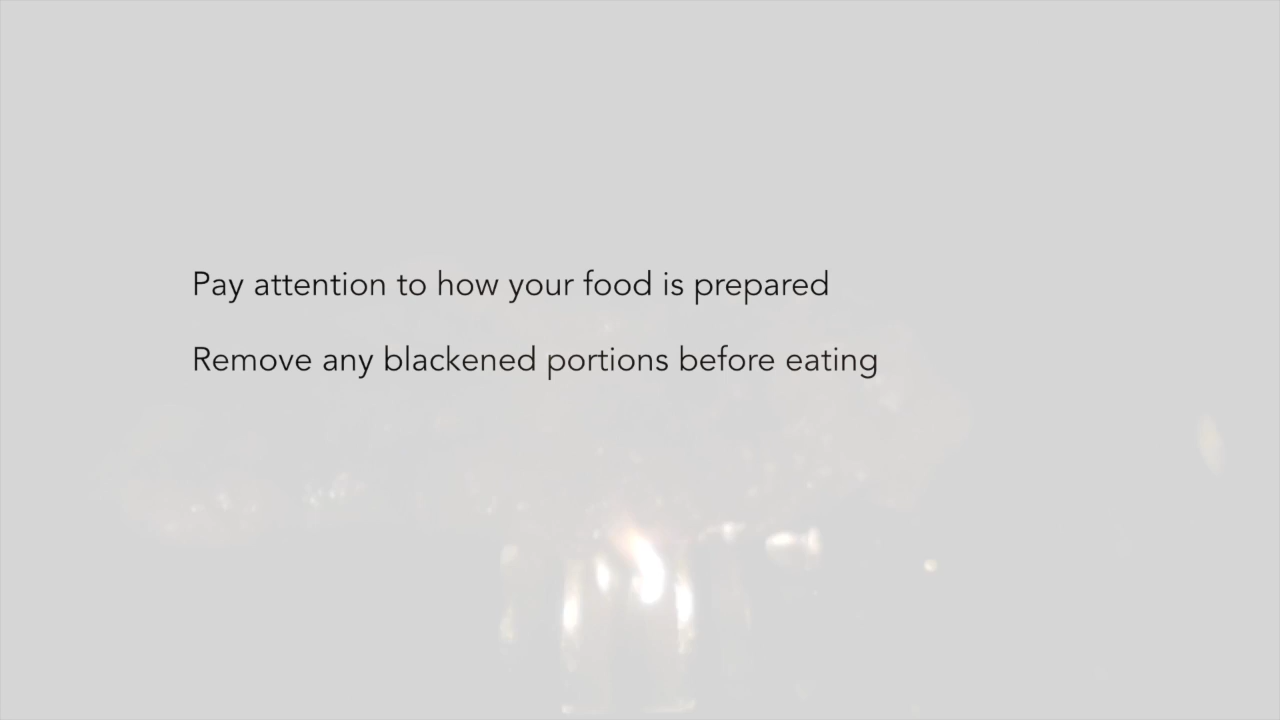 Pay attention to how your food is prepared
Remove any blackened portions before eating